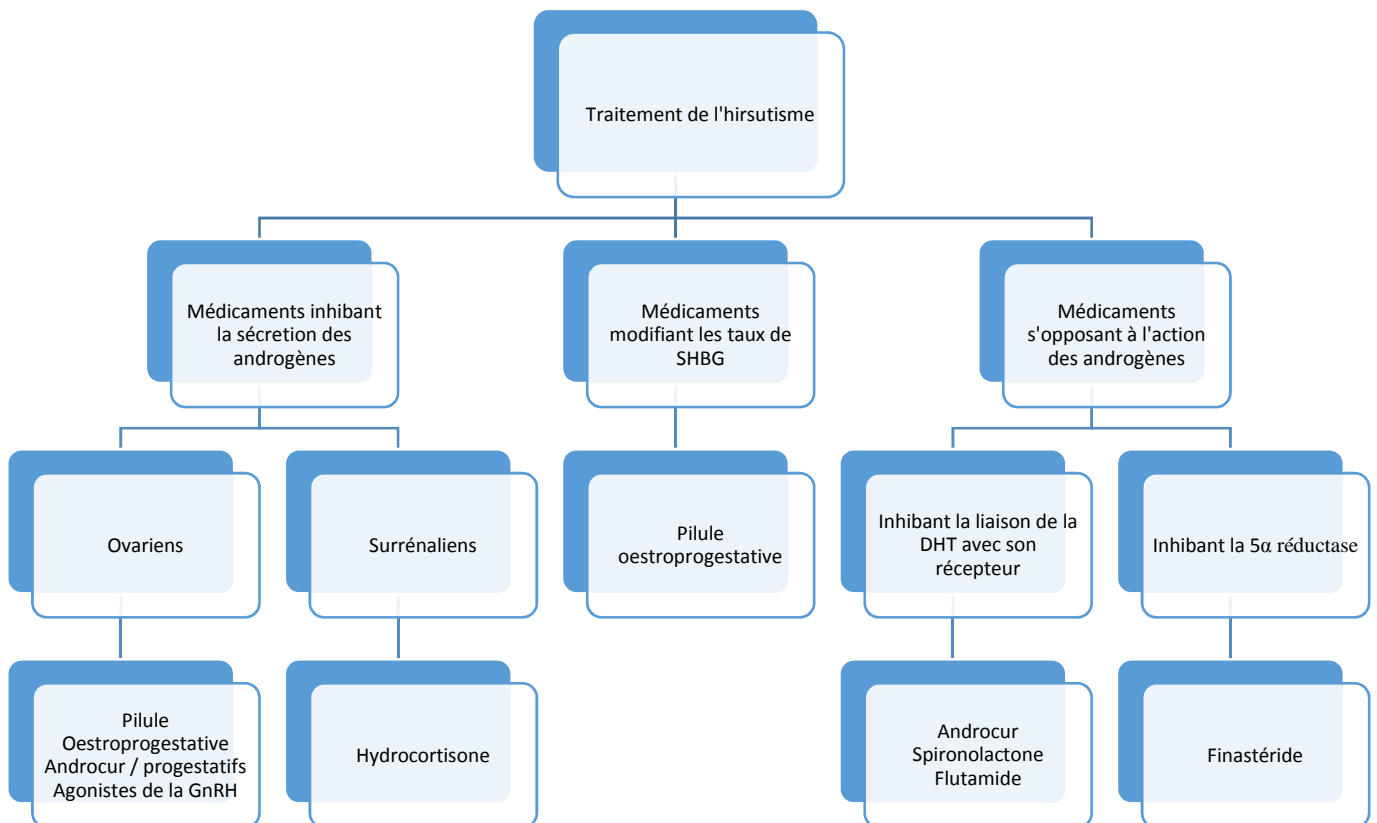 Traitement de l'hirsutisme
Médicaments inhibant
la sécretion des
androgènes
Médicaments
modifiant les taux de
SHBG
Médicaments
s'opposant à l'action
des androgènes
Ovariens
Surrénaliens
Pilule
oestroprogestative
Inhibant la liaison de la
DHT avec son
récepteur
Inhibant la 5α réductase
Pilule
Oestroprogestative
Androcur / progestatifs
Agonistes de la GnRH
Hydrocortisone
Androcur
Spironolactone
Flutamide
Finastéride